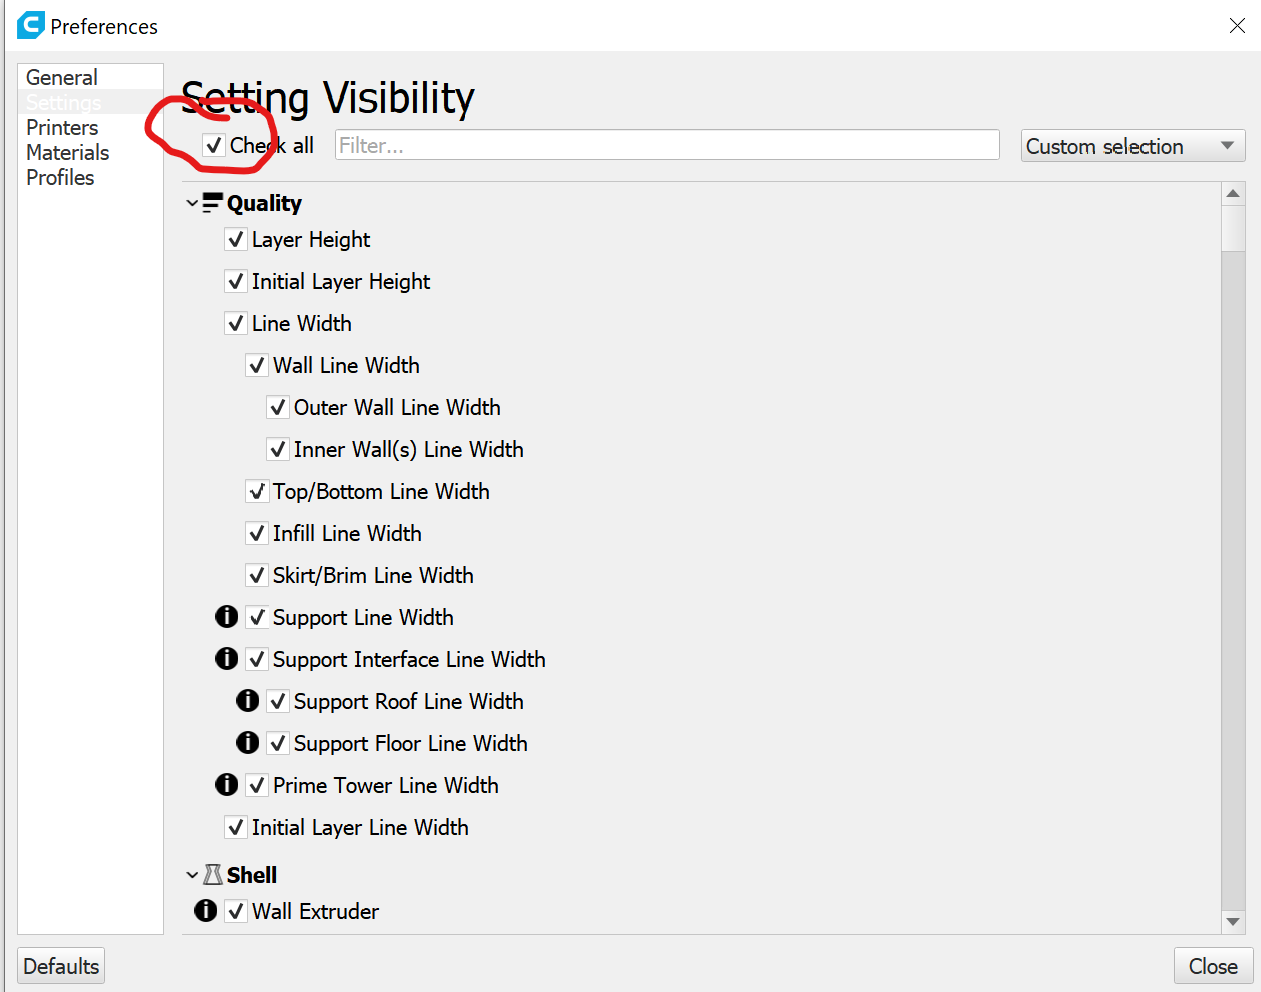 Preferences
General
Settings
Printers
Materials
Profiles
Setting Visibility
Check all
Filter...
Custom selection
Quality
Layer Height
Initial Layer Height
Line Width
Wall Line Width
Outer Wall Line Width
Inner Wall(s) Line Width
Top/Bottom Line Width
Infill Line Width
Skirt/Brim Line Width
Support Line Width
Support Interface Line Width
Support Roof Line Width
Support Floor Line Width
Prime Tower Line Width
Initial Layer Line Width
Shell
Wall Extruder
Defaults
Close